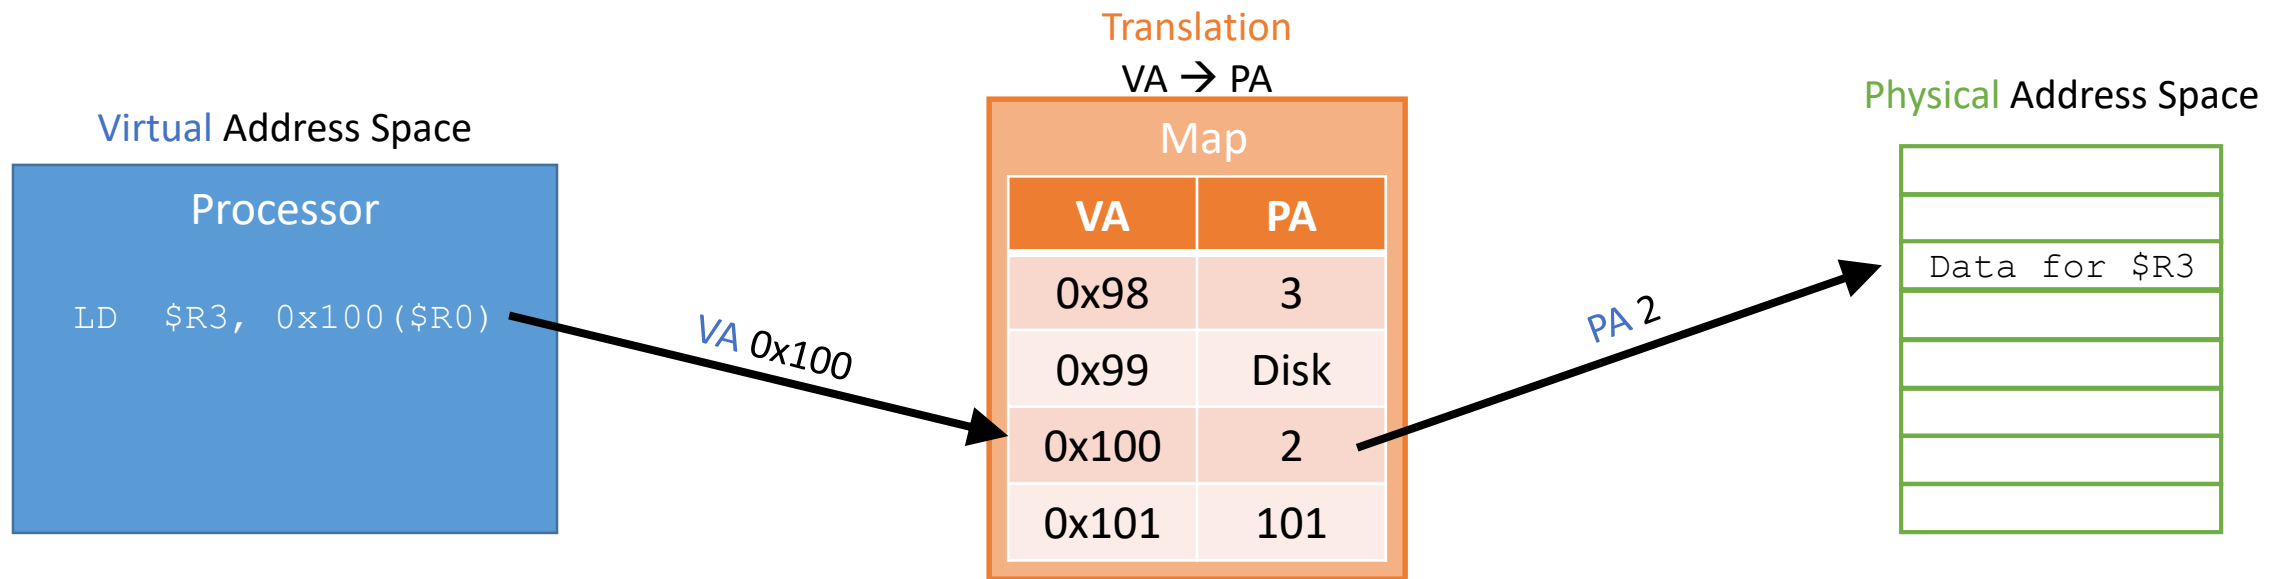 Virtual Address Space
Processor
LD $R3, 0x100($R0)
VA 0x100
Translation
VA → PA
Map
VA PA
0x98 3
0x99 Disk
0x100 2
0x101 101
PA 2
Physical Address Space
Data for $R3